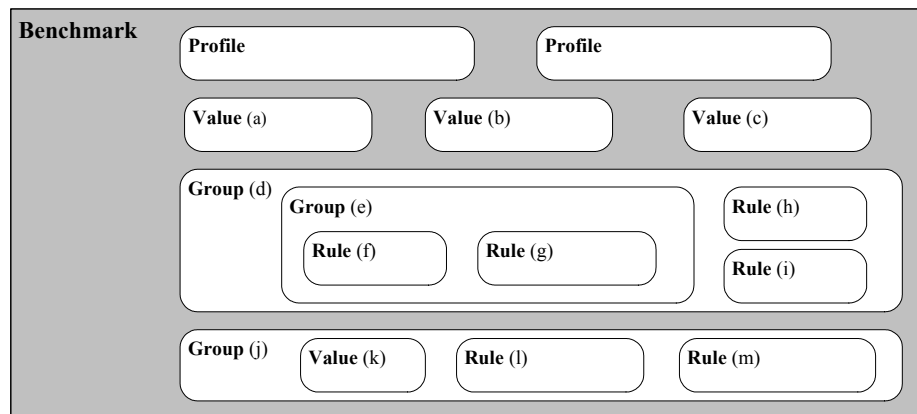 Benchmark
Profile
Profile
Value (a)
Value (b)
Value (c)
Group (d)
Group (e)
Rule (f)
Rule (g)
Rule (h)
Rule (i)
Group (j)
Value (k)
Rule (l)
Rule (m)